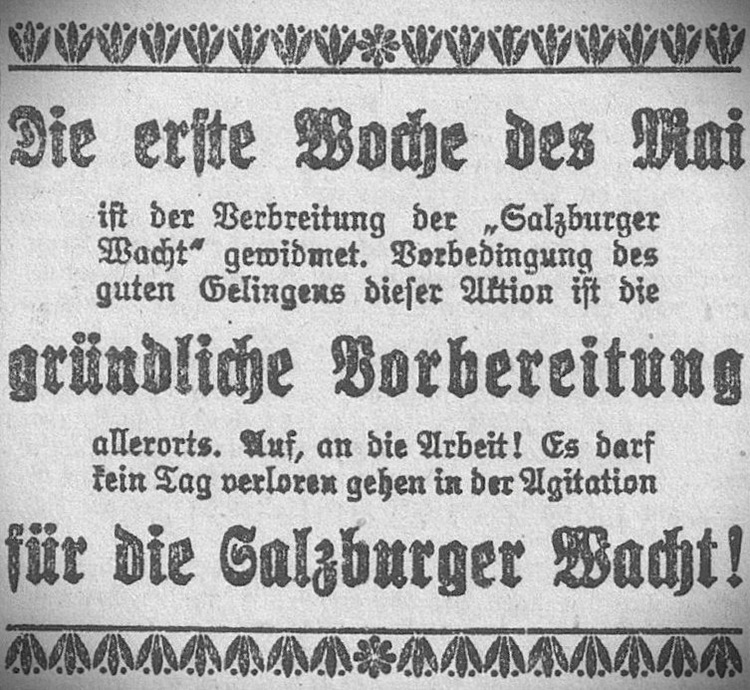 Die erste Woche des Mai
ist der Verbreitung der „Salzburger
Wacht“ gewidmet. Vorbedingung des
guten Gelingens dieser Aktion ist die
gründliche Vorbereitung
allerorts. Auf, an die Arbeit! Es darf
kein Tag verloren gehen in der Agitation
für die Salzburger Wacht!